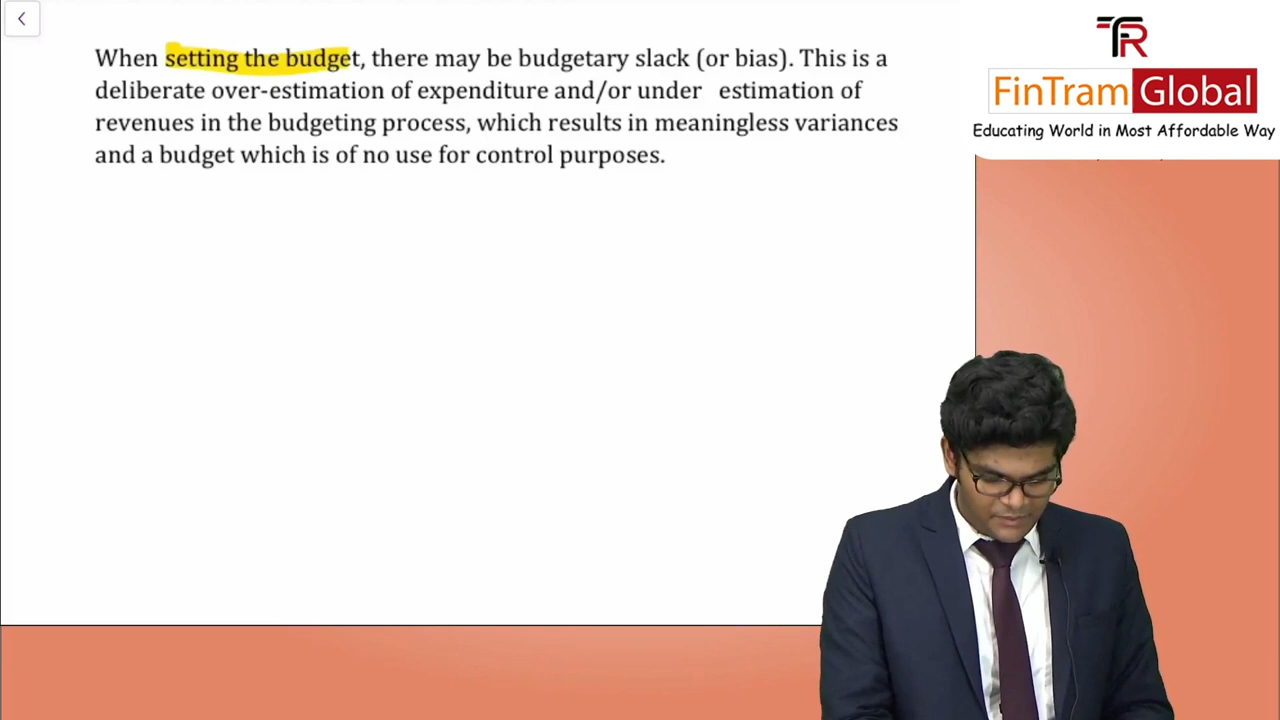 When setting the budget, there may be budgetary slack (or bias). This is a
deliberate over-estimation of expenditure and/or under estimation of
revenues in the budgeting process, which results in meaningless variances
and a budget which is of no use for control purposes.
FinTram Global
Educating World in Most Affordable Way